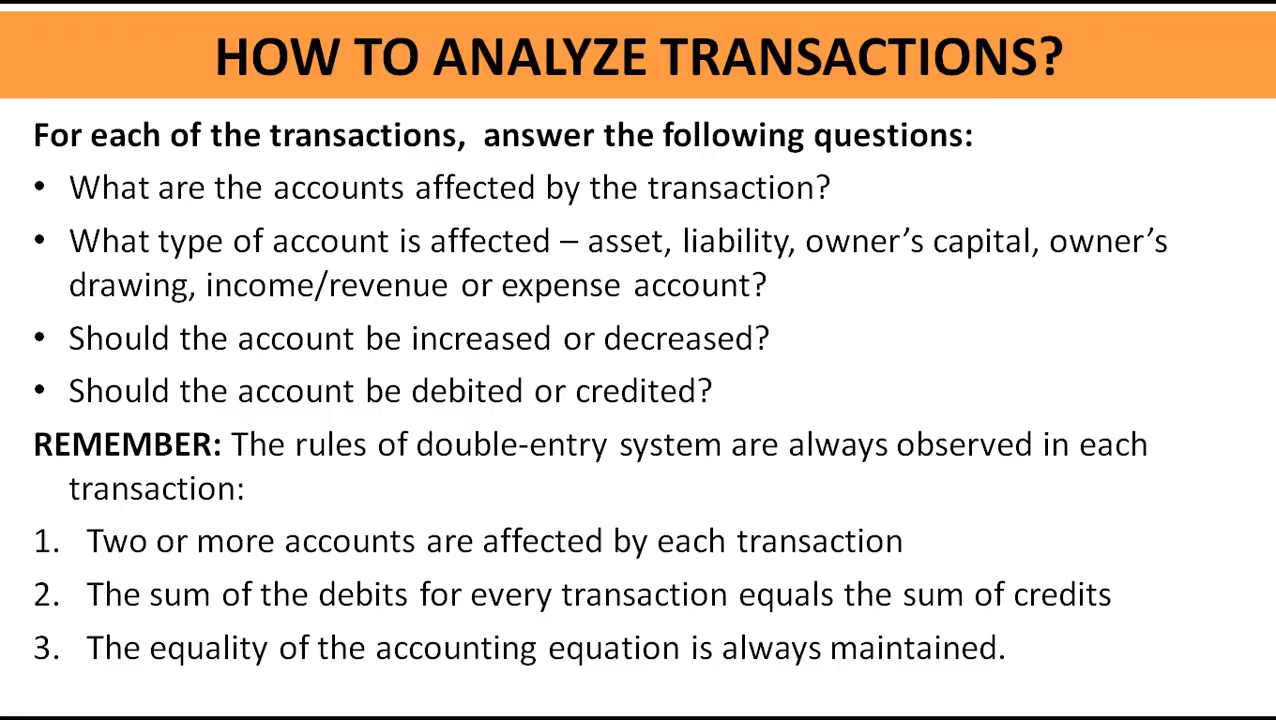 HOW TO ANALYZE TRANSACTIONS?
For each of the transactions, answer the following questions:
• What are the accounts affected by the transaction?
• What type of account is affected – asset, liability, owner’s capital, owner’s
drawing, income/revenue or expense account?
• Should the account be increased or decreased?
• Should the account be debited or credited?
REMEMBER: The rules of double-entry system are always observed in each
transaction:
1. Two or more accounts are affected by each transaction
2. The sum of the debits for every transaction equals the sum of credits
3. The equality of the accounting equation is always maintained.